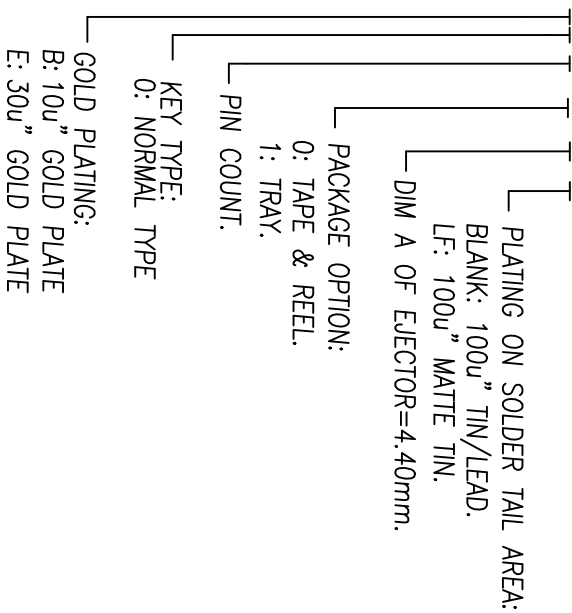 PLATING ON SOLDER TAIL AREA:
BLANK: 100u" TIN/LEAD.
LF: 100u" MATTE TIN.
DIM A OF EJECTOR=4.40mm.
PACKAGE OPTION:
0: TAPE & REEL.
1: TRAY.
PIN COUNT.
KEY TYPE:
0: NORMAL TYPE
GOLD PLATING:
B: 10u" GOLD PLATE
E: 30u" GOLD PLATE